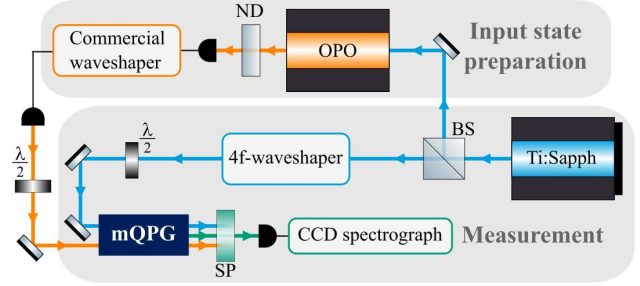 Commercial
waveshaper
ND
OPO
Input state
preparation
λ
2
λ
2
4f-waveshaper
BS
Ti:Sapph
mQPG
SP
CCD spectrograph
Measurement